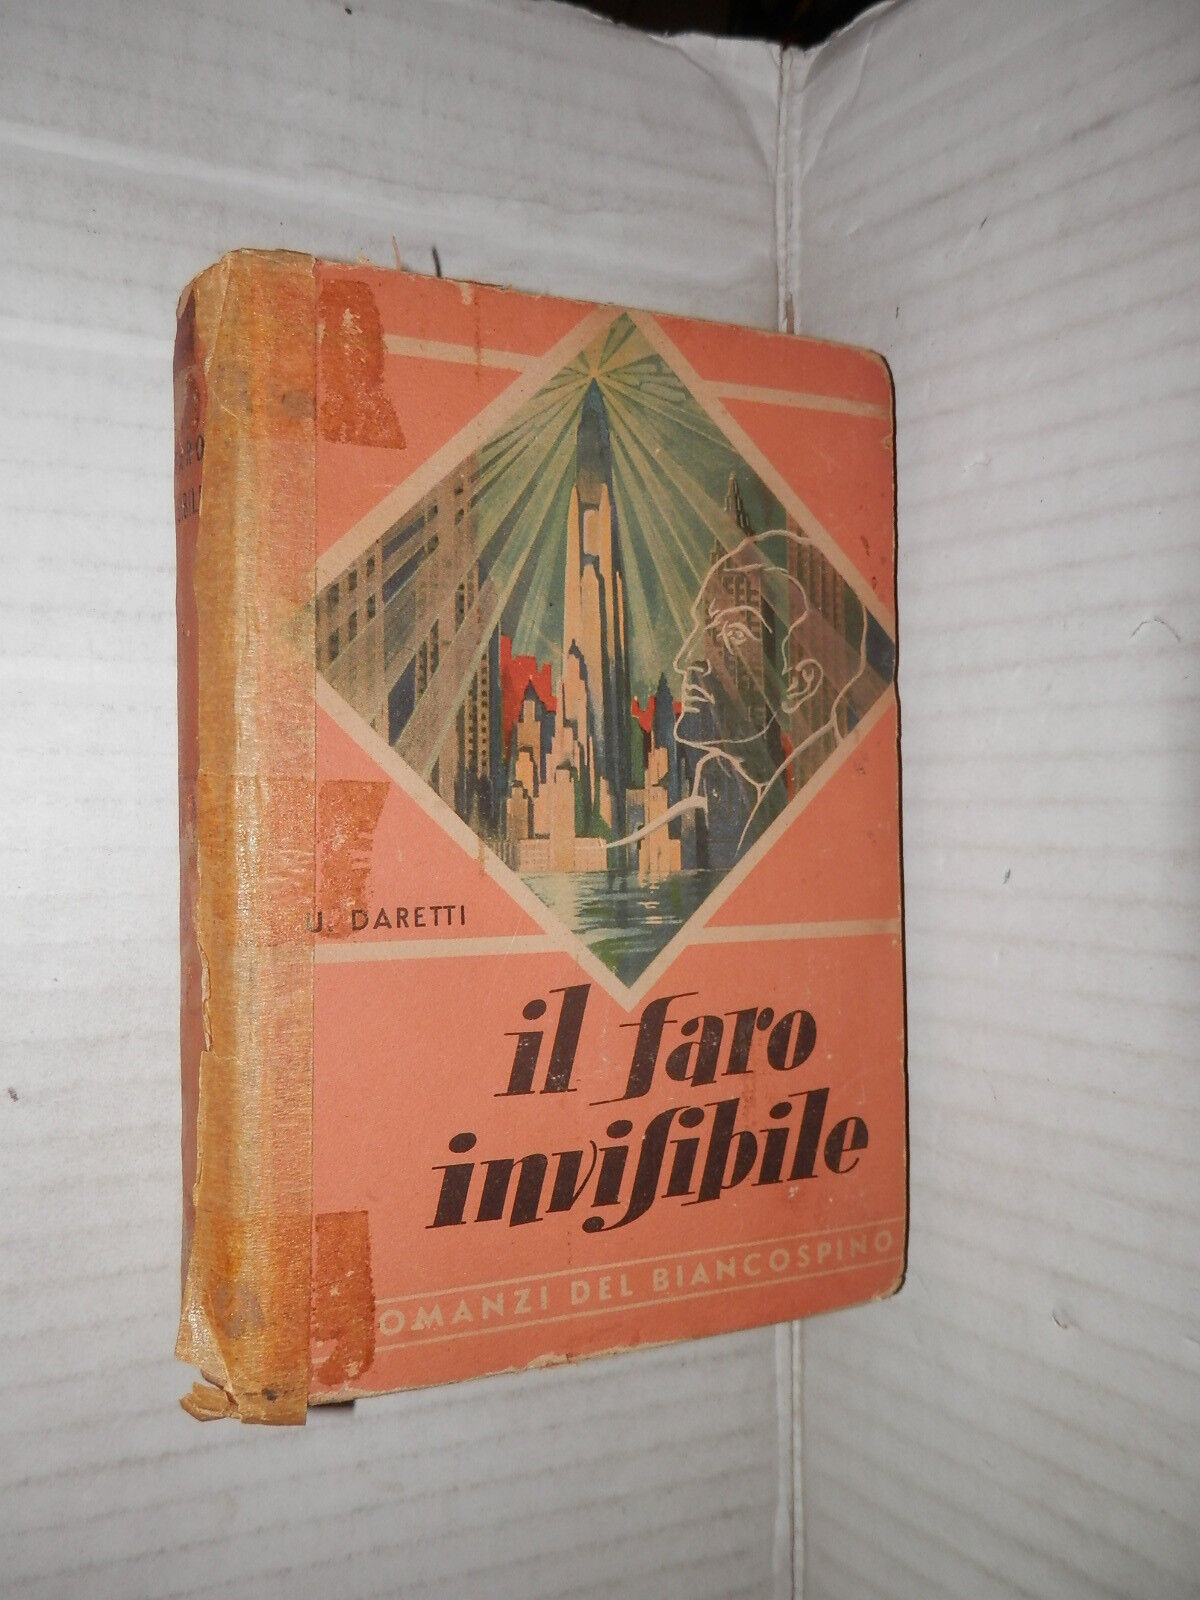 U. DARETTI
il faro
invisibile
ROMANZI DEL BIANCOSPINO